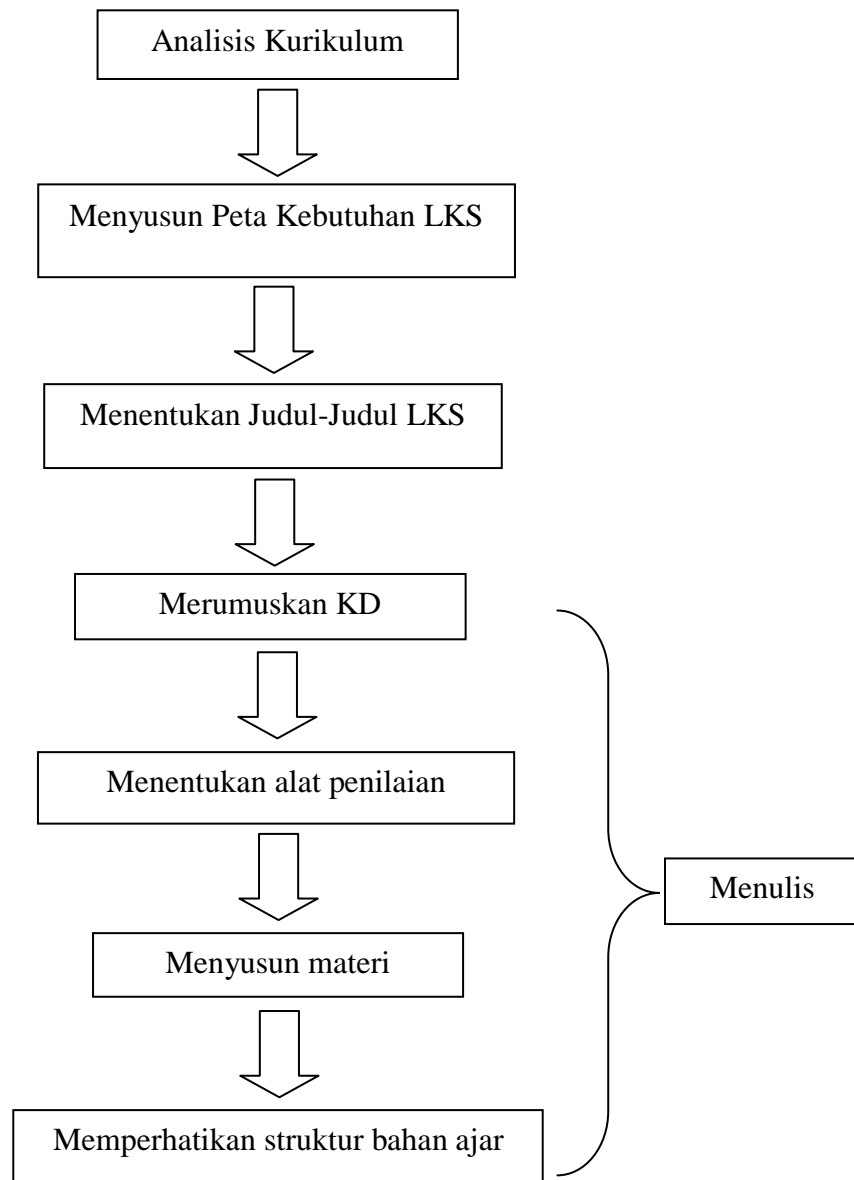 Analisis Kurikulum
Menyusun Peta Kebutuhan LKS
Menentukan Judul-Judul LKS
Merumuskan KD
Menentukan alat penilaian
Menulis
Menyusun materi
Memperhatikan struktur bahan ajar